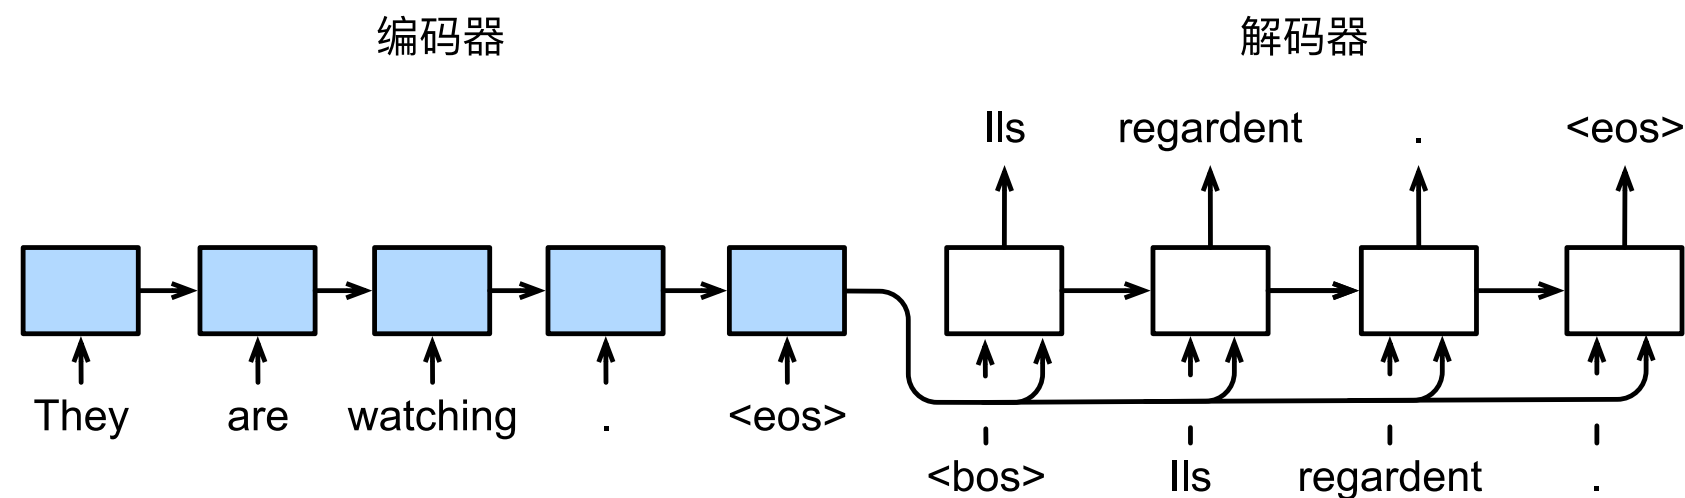 编码器 解码器
Ils regardent . <eos>
They are watching . <eos>
<bos> Ils regardent .